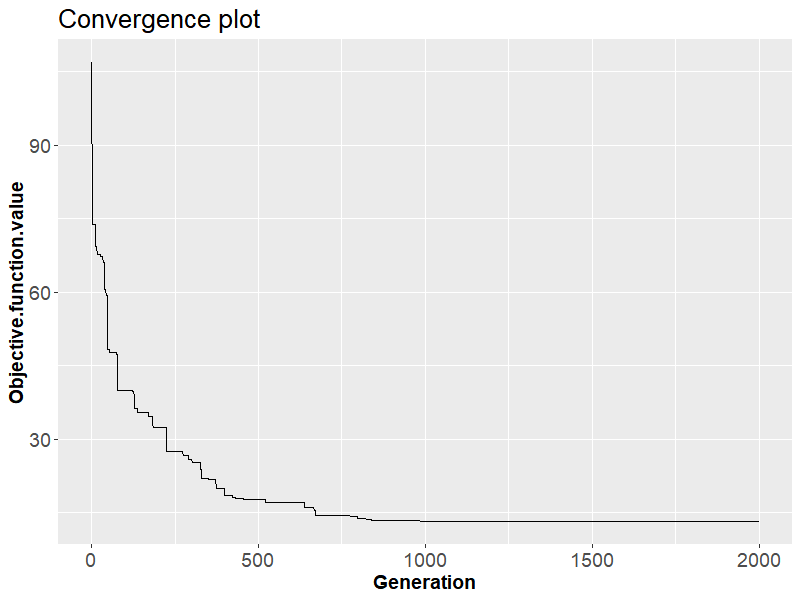 Convergence plot
Objective.function.value
90
60
30
0 500 1000 1500 2000
Generation